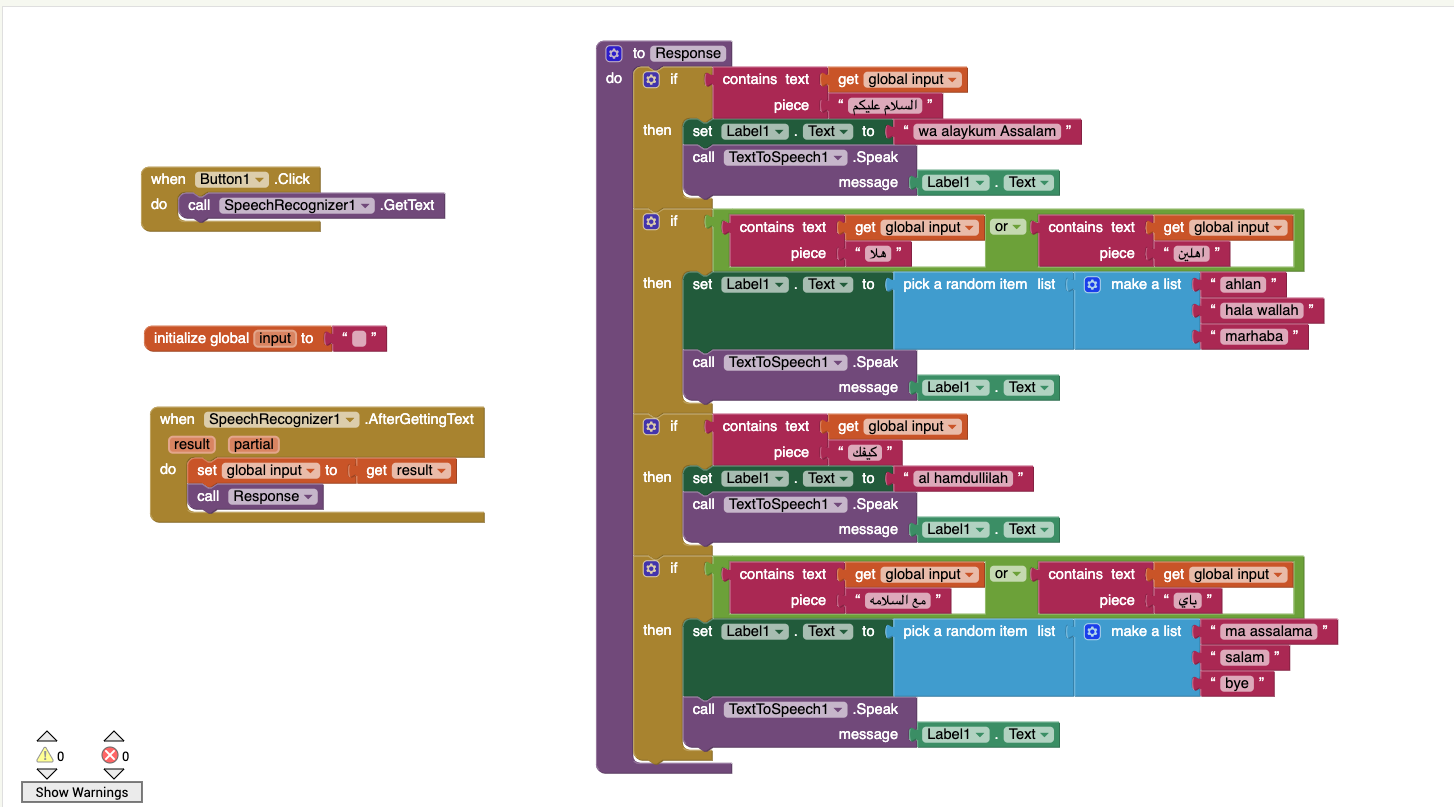 when Button1 .Click
do call SpeechRecognizer1 .GetText
initialize global input to “ ”
when SpeechRecognizer1 .AfterGettingText
result partial
do set global input to get result
call Response
to Response
do if contains text get global input
piece “ السلام عليكم ”
then set Label1 . Text to “ wa alaykum Assalam ”
call TextToSpeech1 .Speak
message Label1 . Text
if contains text get global input or contains text get global input
piece “ هلا ” piece “ اهلين ”
then set Label1 . Text to pick a random item list make a list “ ahlan ”
“ hala wallah ”
“ marhaba ”
call TextToSpeech1 .Speak
message Label1 . Text
if contains text get global input
piece “ كيفك ”
then set Label1 . Text to “ al hamdullilah ”
call TextToSpeech1 .Speak
message Label1 . Text
if contains text get global input or contains text get global input
piece “ مع السلامه ” piece “ باي ”
then set Label1 . Text to pick a random item list make a list “ ma assalama ”
“ salam ”
“ bye ”
call TextToSpeech1 .Speak
message Label1 . Text
0 0
Show Warnings